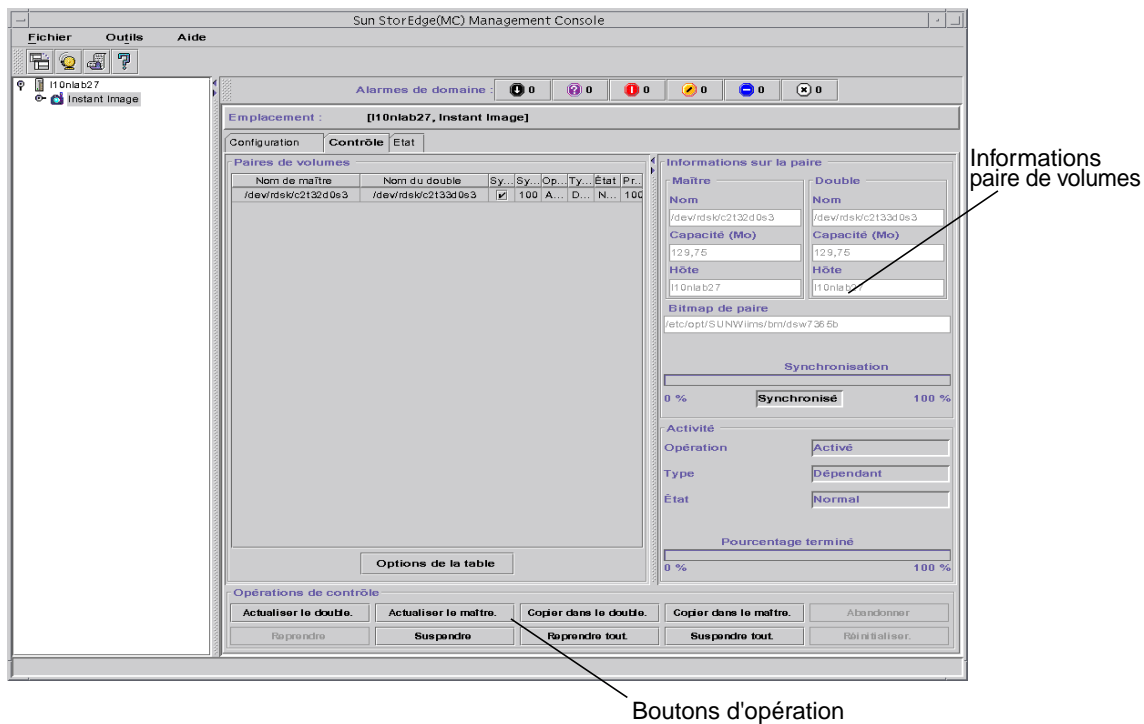 Sun StorEdge(MC) Management Console
Fichier Outils Aide
l10nlab27
Instant Image
Alarmes de domaine : 0 0 0 0 0 0
Emplacement : [l10nlab27, Instant Image]
Configuration Contrôle Etat
Paires de volumes
Nom de maître Nom du double Sy... Sy... Op... Ty... État Pr...
/dev/rdsk/c2t32d0s3 /dev/rdsk/c2t33d0s3 100 A... D... N... 100
Options de la table
Informations sur la paire
Maître Double
Nom Nom
/dev/rdsk/c2t32d0s3 /dev/rdsk/c2t33d0s3
Capacité (Mo) Capacité (Mo)
129,75 129,75
Hôte Hôte
l10nlab27 l10nlab27
Bitmap de paire
/etc/opt/SUNWiims/bm/dsw7365b
Synchronisation
0 % Synchronisé 100 %
Activité
Opération Activé
Type Dépendant
État Normal
Pourcentage terminé
0 % 100 %
Opérations de contrôle
Actualiser le double. Actualiser le maître. Copier dans le double. Copier dans le maître. Abandonner
Reprendre Suspendre Reprendre tout. Suspendre tout. Réinitialiser.
Informations
paire de volumes
Boutons d'opération